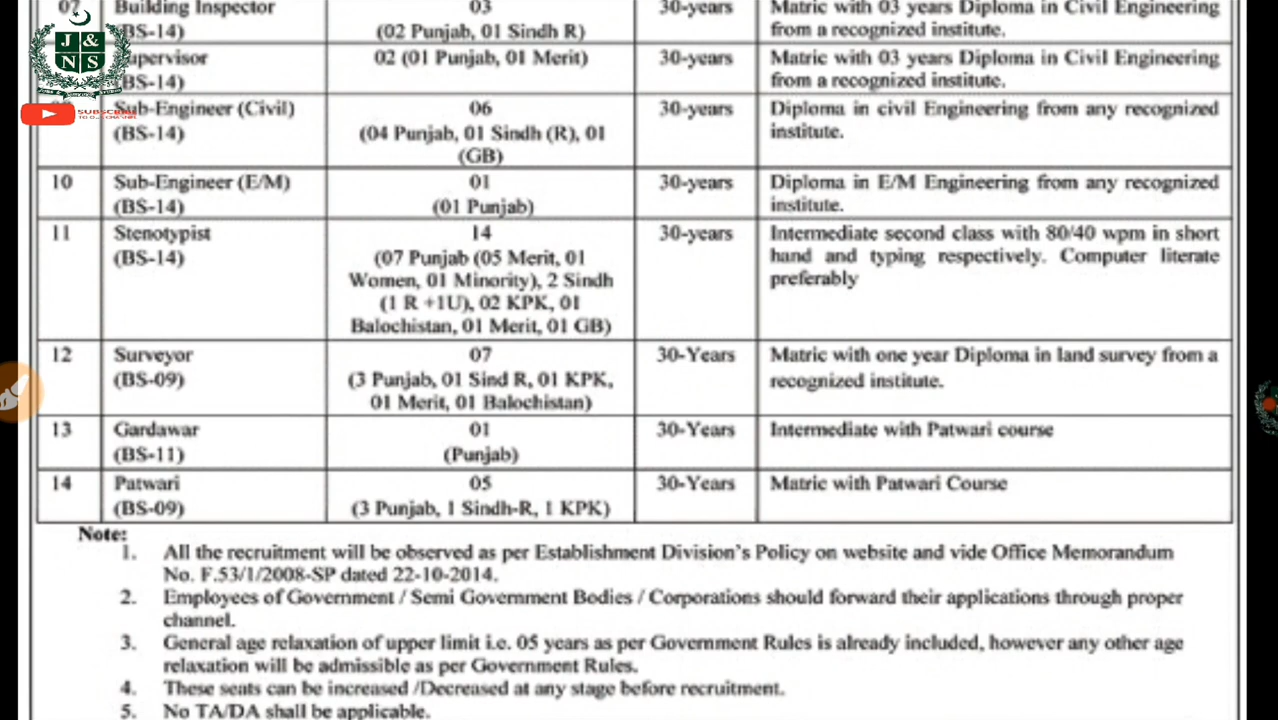 07 Building Inspector 03 30-years Matric with 03 years Diploma in Civil Engineering
(BS-14) (02 Punjab, 01 Sindh R) from a recognized institute.
Supervisor 02 (01 Punjab, 01 Merit) 30-years Matric with 03 years Diploma in Civil Engineering
(BS-14) from a recognized institute.
Sub-Engineer (Civil) 06 30-years Diploma in civil Engineering from any recognized
(BS-14) (04 Punjab, 01 Sindh (R), 01 institute.
(GB)
10 Sub-Engineer (E/M) 01 30-years Diploma in E/M Engineering from any recognized
(BS-14) (01 Punjab) institute.
11 Stenotypist 14 30-years Intermediate second class with 80/40 wpm in short
(BS-14) (07 Punjab (05 Merit, 01 hand and typing respectively. Computer literate
Women, 01 Minority), 2 Sindh preferably
(1 R +1U), 02 KPK, 01
Balochistan, 01 Merit, 01 GB)
12 Surveyor 07 30-Years Matric with one year Diploma in land survey from a
(BS-09) (3 Punjab, 01 Sind R, 01 KPK, recognized institute.
01 Merit, 01 Balochistan)
13 Gardawar 01 30-Years Intermediate with Patwari course
(BS-11) (Punjab)
14 Patwari 05 30-Years Matric with Patwari Course
(BS-09) (3 Punjab, 1 Sindh-R, 1 KPK)
Note:
1. All the recruitment will be observed as per Establishment Division's Policy on website and vide Office Memorandum
No. F.53/1/2008-SP dated 22-10-2014.
2. Employees of Government / Semi Government Bodies / Corporations should forward their applications through proper
channel.
3. General age relaxation of upper limit i.e. 05 years as per Government Rules is already included, however any other age
relaxation will be admissible as per Government Rules.
4. These seats can be increased /Decreased at any stage before recruitment.
5. No TA/DA shall be applicable.
J &
N S
SUBSCRIBE
TO OUR CHANNEL